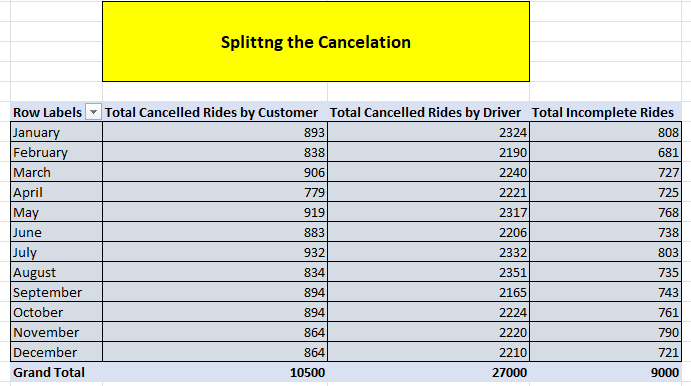 Splittng the Cancelation
Row Labels Total Cancelled Rides by Customer Total Cancelled Rides by Driver Total Incomplete Rides
January 893 2324 808
February 838 2190 681
March 906 2240 727
April 779 2221 725
May 919 2317 768
June 883 2206 738
July 932 2332 803
August 834 2351 735
September 894 2165 743
October 894 2224 761
November 864 2220 790
December 864 2210 721
Grand Total 10500 27000 9000